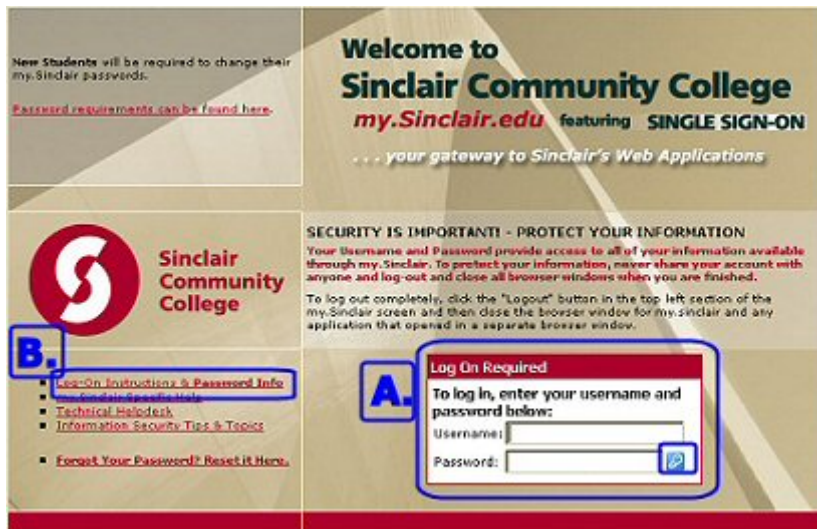 New Students will be required to change their
my.Sinclair passwords.
Password requirements can be found here.
Welcome to
Sinclair Community College
my.Sinclair.edu featuring SINGLE SIGN-ON
. . . your gateway to Sinclair's Web Applications
Sinclair
Community
College
SECURITY IS IMPORTANT! - PROTECT YOUR INFORMATION
Your Username and Password provide access to all of your information available
through my.Sinclair. To protect your information, never share your account with
anyone and log-out and close all browser windows when you are finished.
To log out completely, click the "Logout" button in the top left section of the
my.Sinclair screen and then close the browser window for my.sinclair and any
application that opened in a separate browser window.
B.
Log-On Instructions & Password Info
my.Sinclair Specific Help
Technical Helpdesk
Information Security Tips & Topics
Forgot Your Password? Reset it Here.
A.
Log On Required
To log in, enter your username and
password below:
Username:
Password: